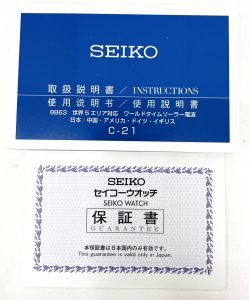 SEIKO
取扱説明書／INSTRUCTIONS
使用说明书／使用說明書
8B63 世界5エリア対応 ワールドタイムソーラー電波
日本・中国・アメリカ・ドイツ・イギリス
C-21
SEIKO
セイコーウオッチ
SEIKO WATCH
保証書
GUARANTEE
本保証書は日本国内のみ有効です。
This guarantee is valid only in Japan.